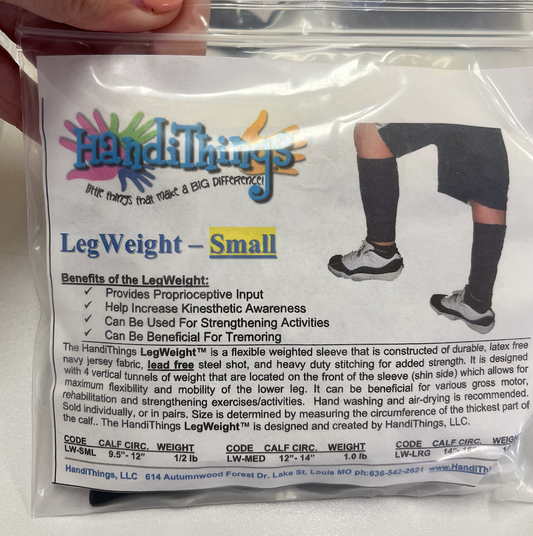 HandiThings
little things that make a BIG DIFFERENCE!
LegWeight – Small
Benefits of the LegWeight:
✓ Provides Proprioceptive Input
✓ Help Increase Kinesthetic Awareness
✓ Can Be Used For Strengthening Activities
✓ Can Be Beneficial For Tremoring
The HandiThings LegWeight™ is a flexible weighted sleeve that is constructed of durable, latex free
navy jersey fabric, lead free steel shot, and heavy duty stitching for added strength. It is designed
with 4 vertical tunnels of weight that are located on the front of the sleeve (shin side) which allows for
maximum flexibility and mobility of the lower leg. It can be beneficial for various gross motor,
rehabilitation and strengthening exercises/activities. Hand washing and air-drying is recommended.
Sold individually, or in pairs. Size is determined by measuring the circumference of the thickest part of
the calf.. The HandiThings LegWeight™ is designed and created by HandiThings, LLC.
CODE CALF CIRC. WEIGHT CODE CALF CIRC. WEIGHT CODE CALF CIRC.
LW-SML 9.5"- 12" 1/2 lb LW-MED 12"- 14" 1.0 lb LW-LRG
HandiThings, LLC 614 Autumnwood Forest Dr. Lake St, Louis MO ph:636-542-2621